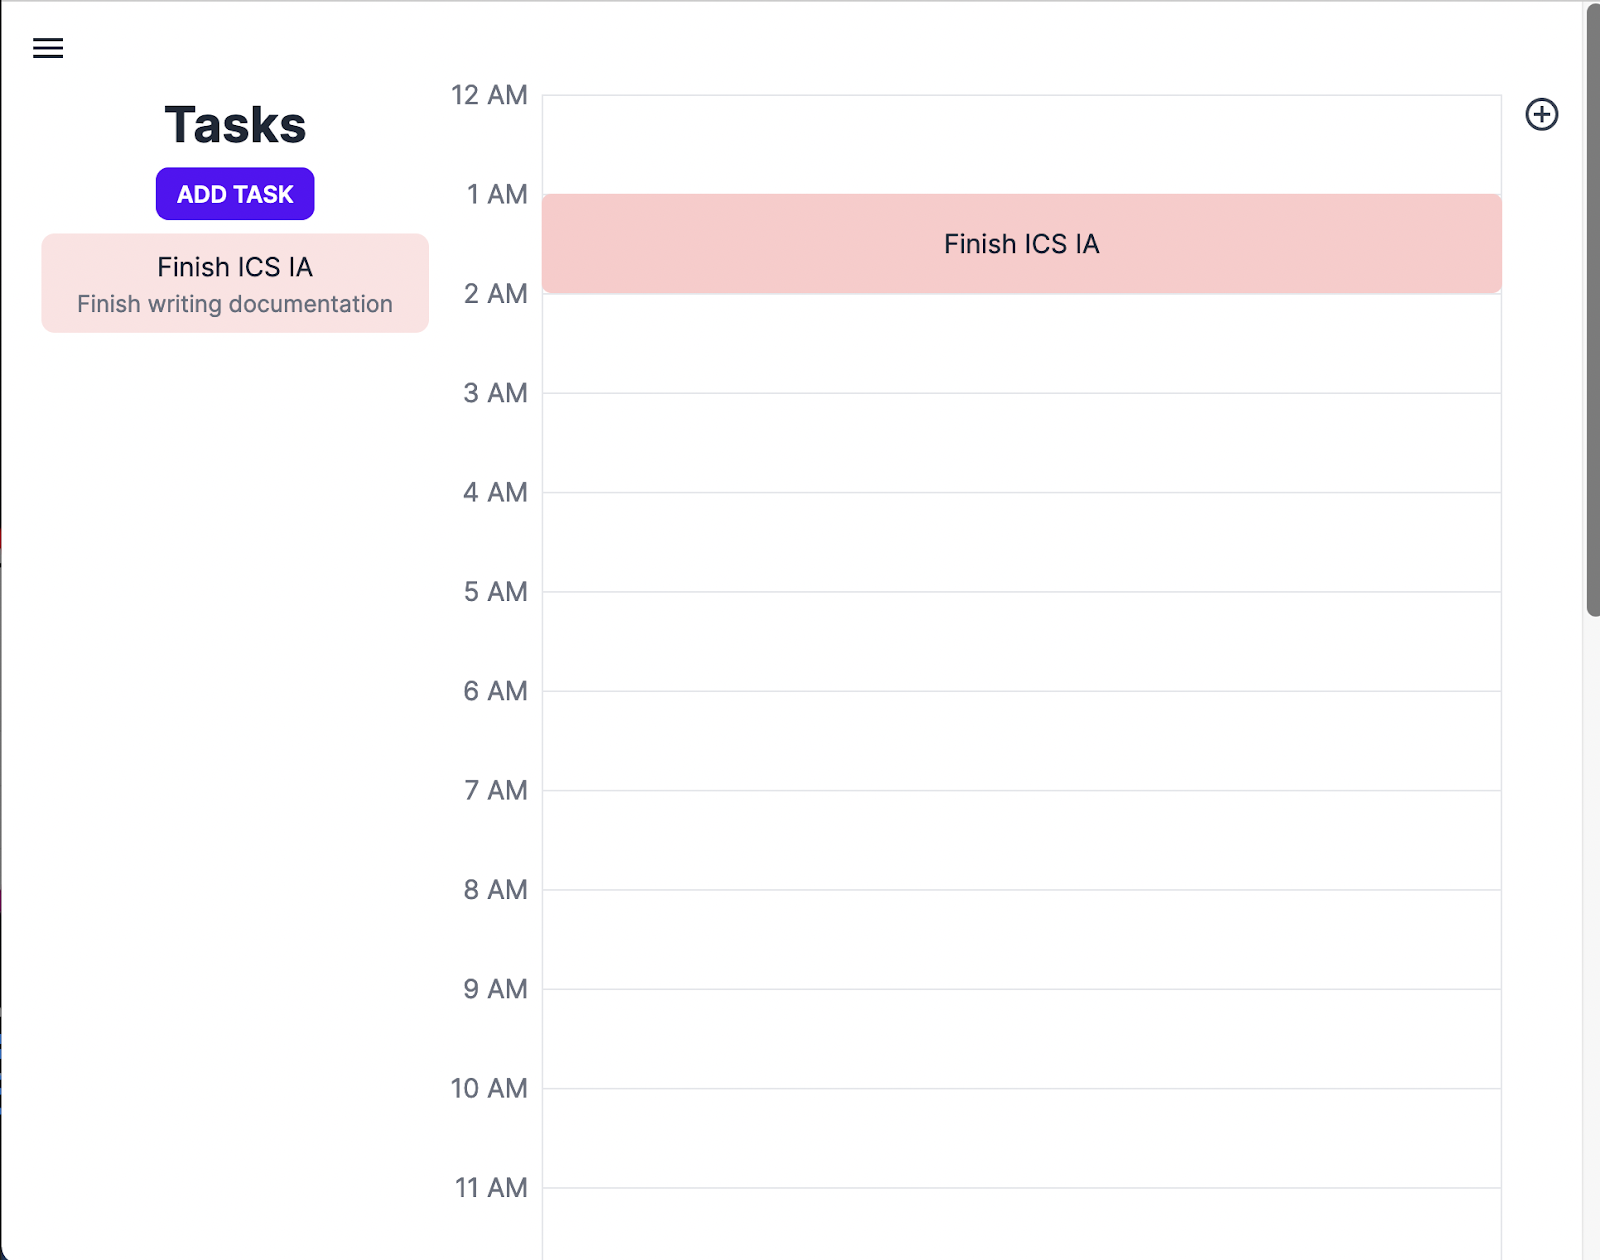 Tasks
ADD TASK
Finish ICS IA
Finish writing documentation
12 AM
1 AM
Finish ICS IA
2 AM
3 AM
4 AM
5 AM
6 AM
7 AM
8 AM
9 AM
10 AM
11 AM